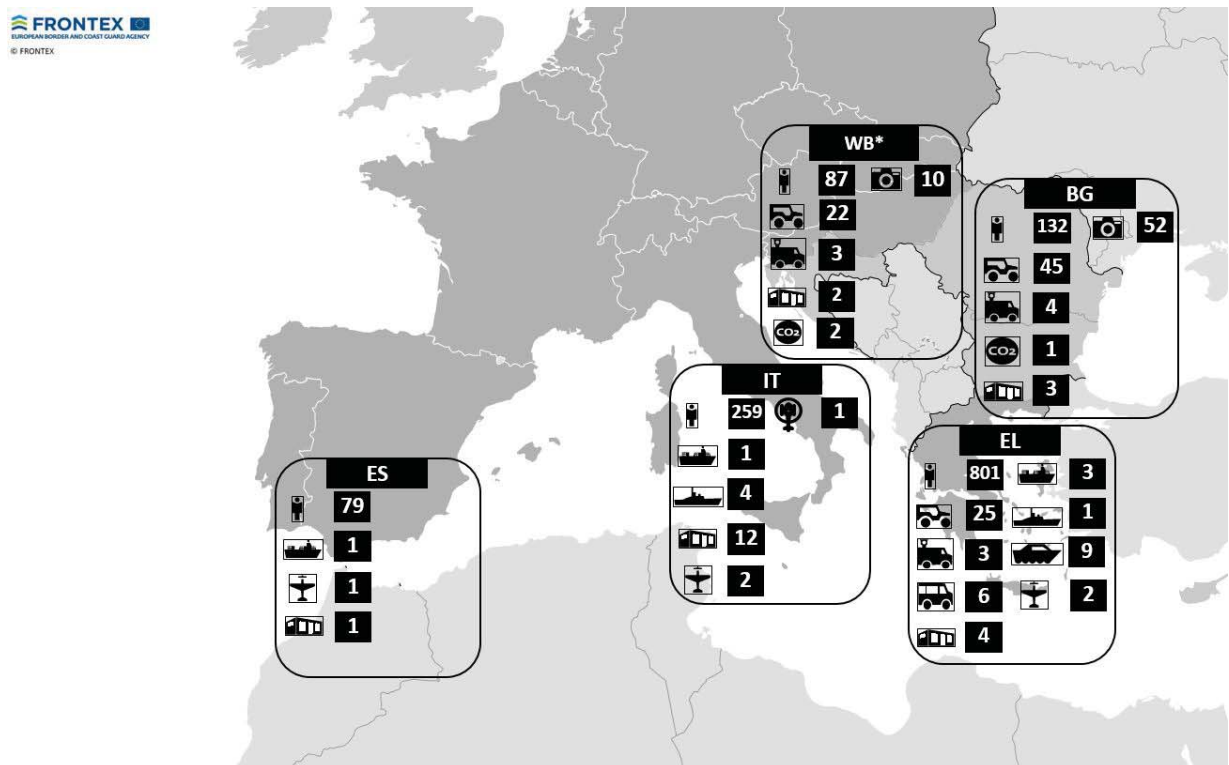 FRONTEX
EUROPEAN BORDER AND COAST GUARD AGENCY
© FRONTEX
WB*
87 10
22
3
2
CO2 2
BG
132 52
45
4
CO2 1
3
IT
259 1
1
4
12
2
EL
801 3
25 1
3 9
6 2
4
ES
79
1
1
1